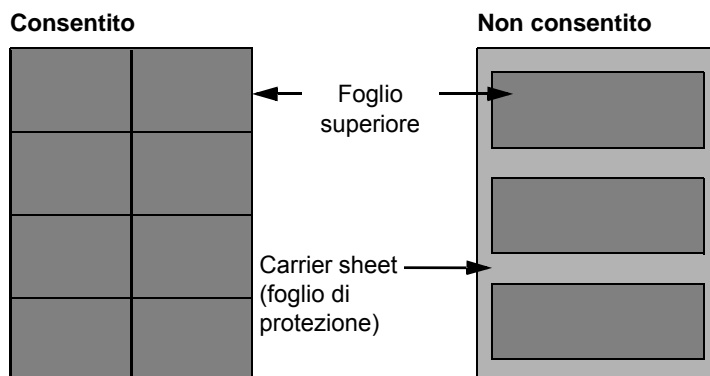 Consentito
Non consentito
Foglio
superiore
Carrier sheet
(foglio di
protezione)